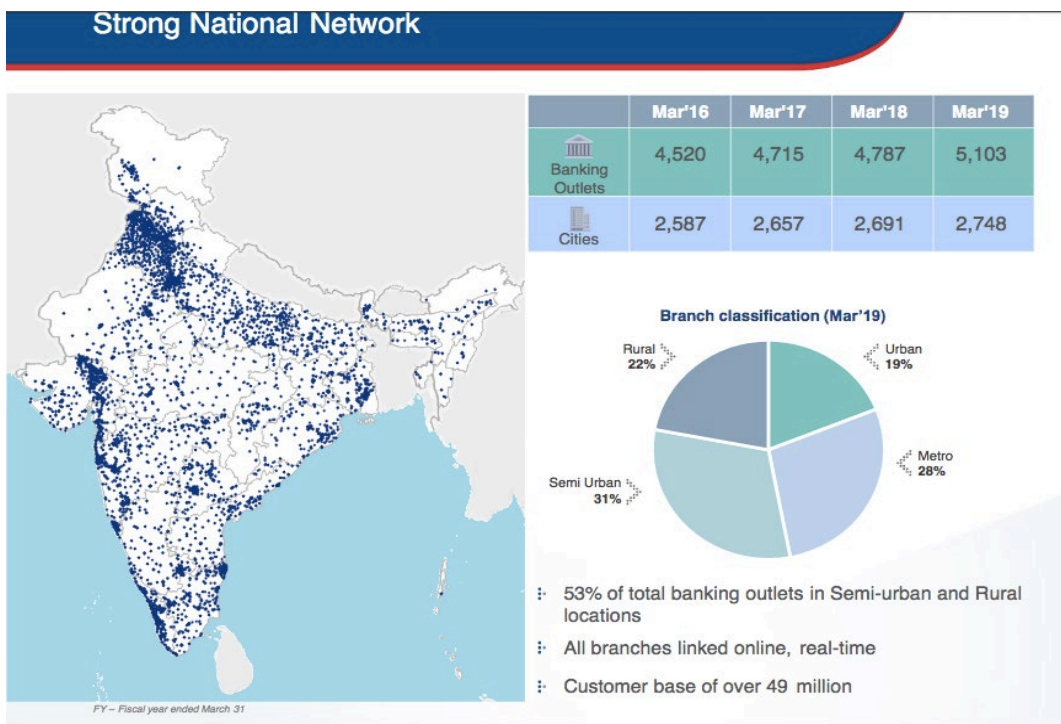 Strong National Network
Mar'16 Mar'17 Mar'18 Mar'19
Banking
Outlets
4,520 4,715 4,787 5,103
Cities
2,587 2,657 2,691 2,748
Branch classification (Mar'19)
Rural
22%
Urban
19%
Metro
28%
Semi Urban
31%
53% of total banking outlets in Semi-urban and Rural
locations
All branches linked online, real-time
Customer base of over 49 million
FY – Fiscal year ended March 31